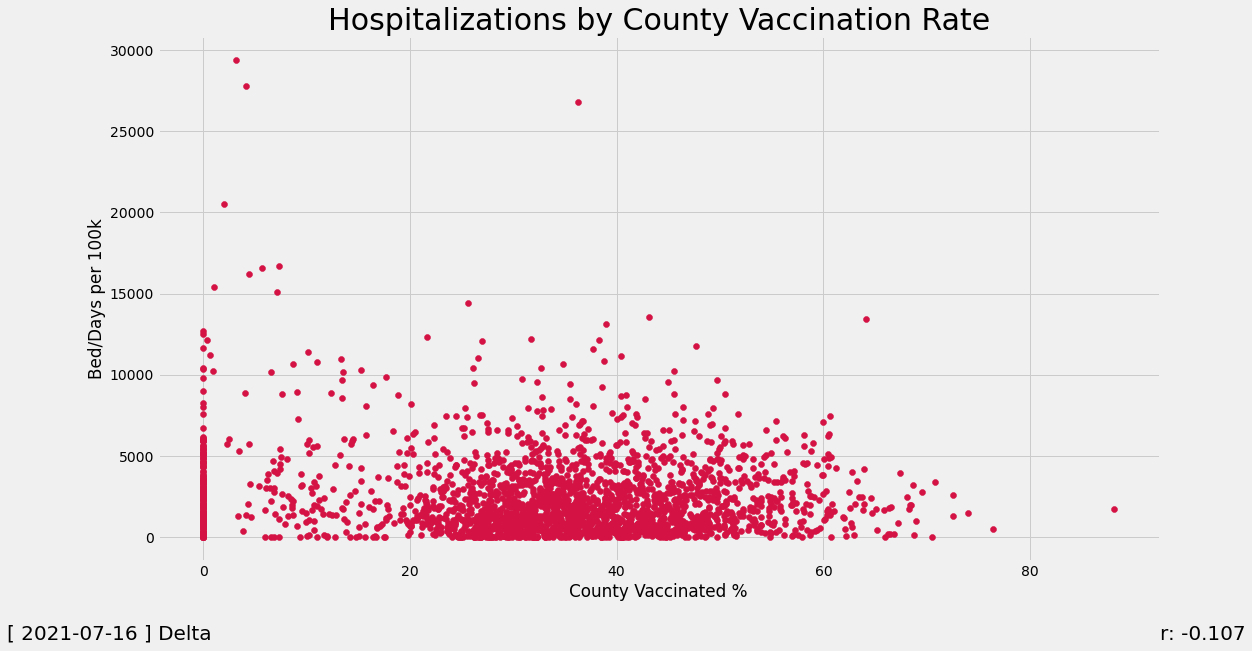 Hospitalizations by County Vaccination Rate
30000
25000
20000
15000
10000
5000
0
Bed/Days per 100k
0 20 40 60 80
County Vaccinated %
[ 2021-07-16 ] Delta
r: -0.107